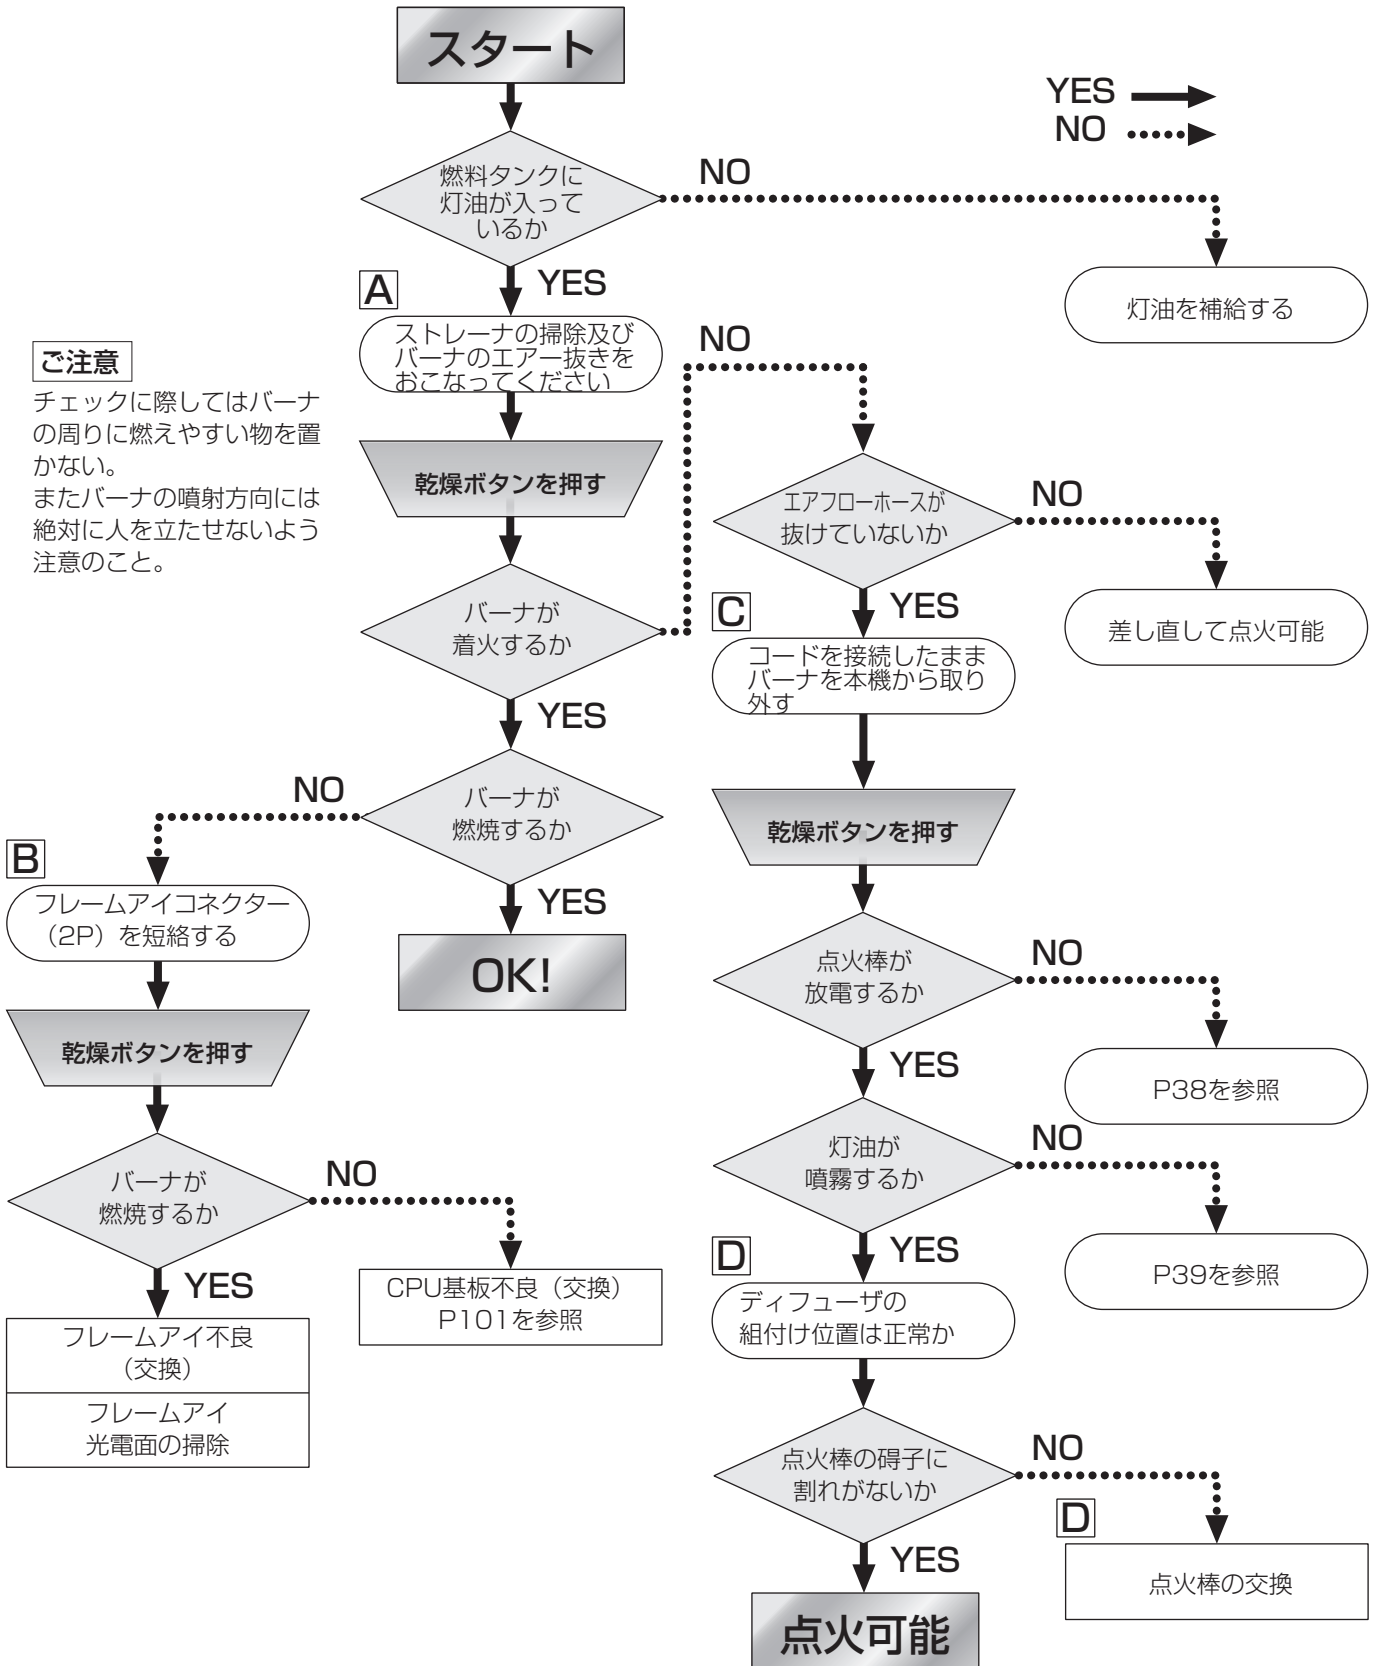 スタート
YES
NO
燃料タンクに
灯油が入って
いるか
NO
灯油を補給する
YES
A
ストレーナの掃除及び
バーナのエアー抜きを
おこなってください
ご注意
チェックに際してはバーナ
の周りに燃えやすい物を置
かない。
またバーナの噴射方向には
絶対に人を立たせないよう
注意のこと。
乾燥ボタンを押す
バーナが
着火するか
NO
YES
バーナが
燃焼するか
NO
YES
OK!
B
フレームアイコネクター
（2P）を短絡する
乾燥ボタンを押す
バーナが
燃焼するか
NO
CPU基板不良（交換）
P101を参照
YES
フレームアイ不良
（交換）
フレームアイ
光電面の掃除
エアフローホースが
抜けていないか
NO
差し直して点火可能
YES
C
コードを接続したまま
バーナを本機から取り
外す
乾燥ボタンを押す
点火棒が
放電するか
NO
P38を参照
YES
灯油が
噴霧するか
NO
P39を参照
YES
D
ディフューザの
組付け位置は正常か
点火棒の碍子に
割れがないか
NO
D
点火棒の交換
YES
点火可能